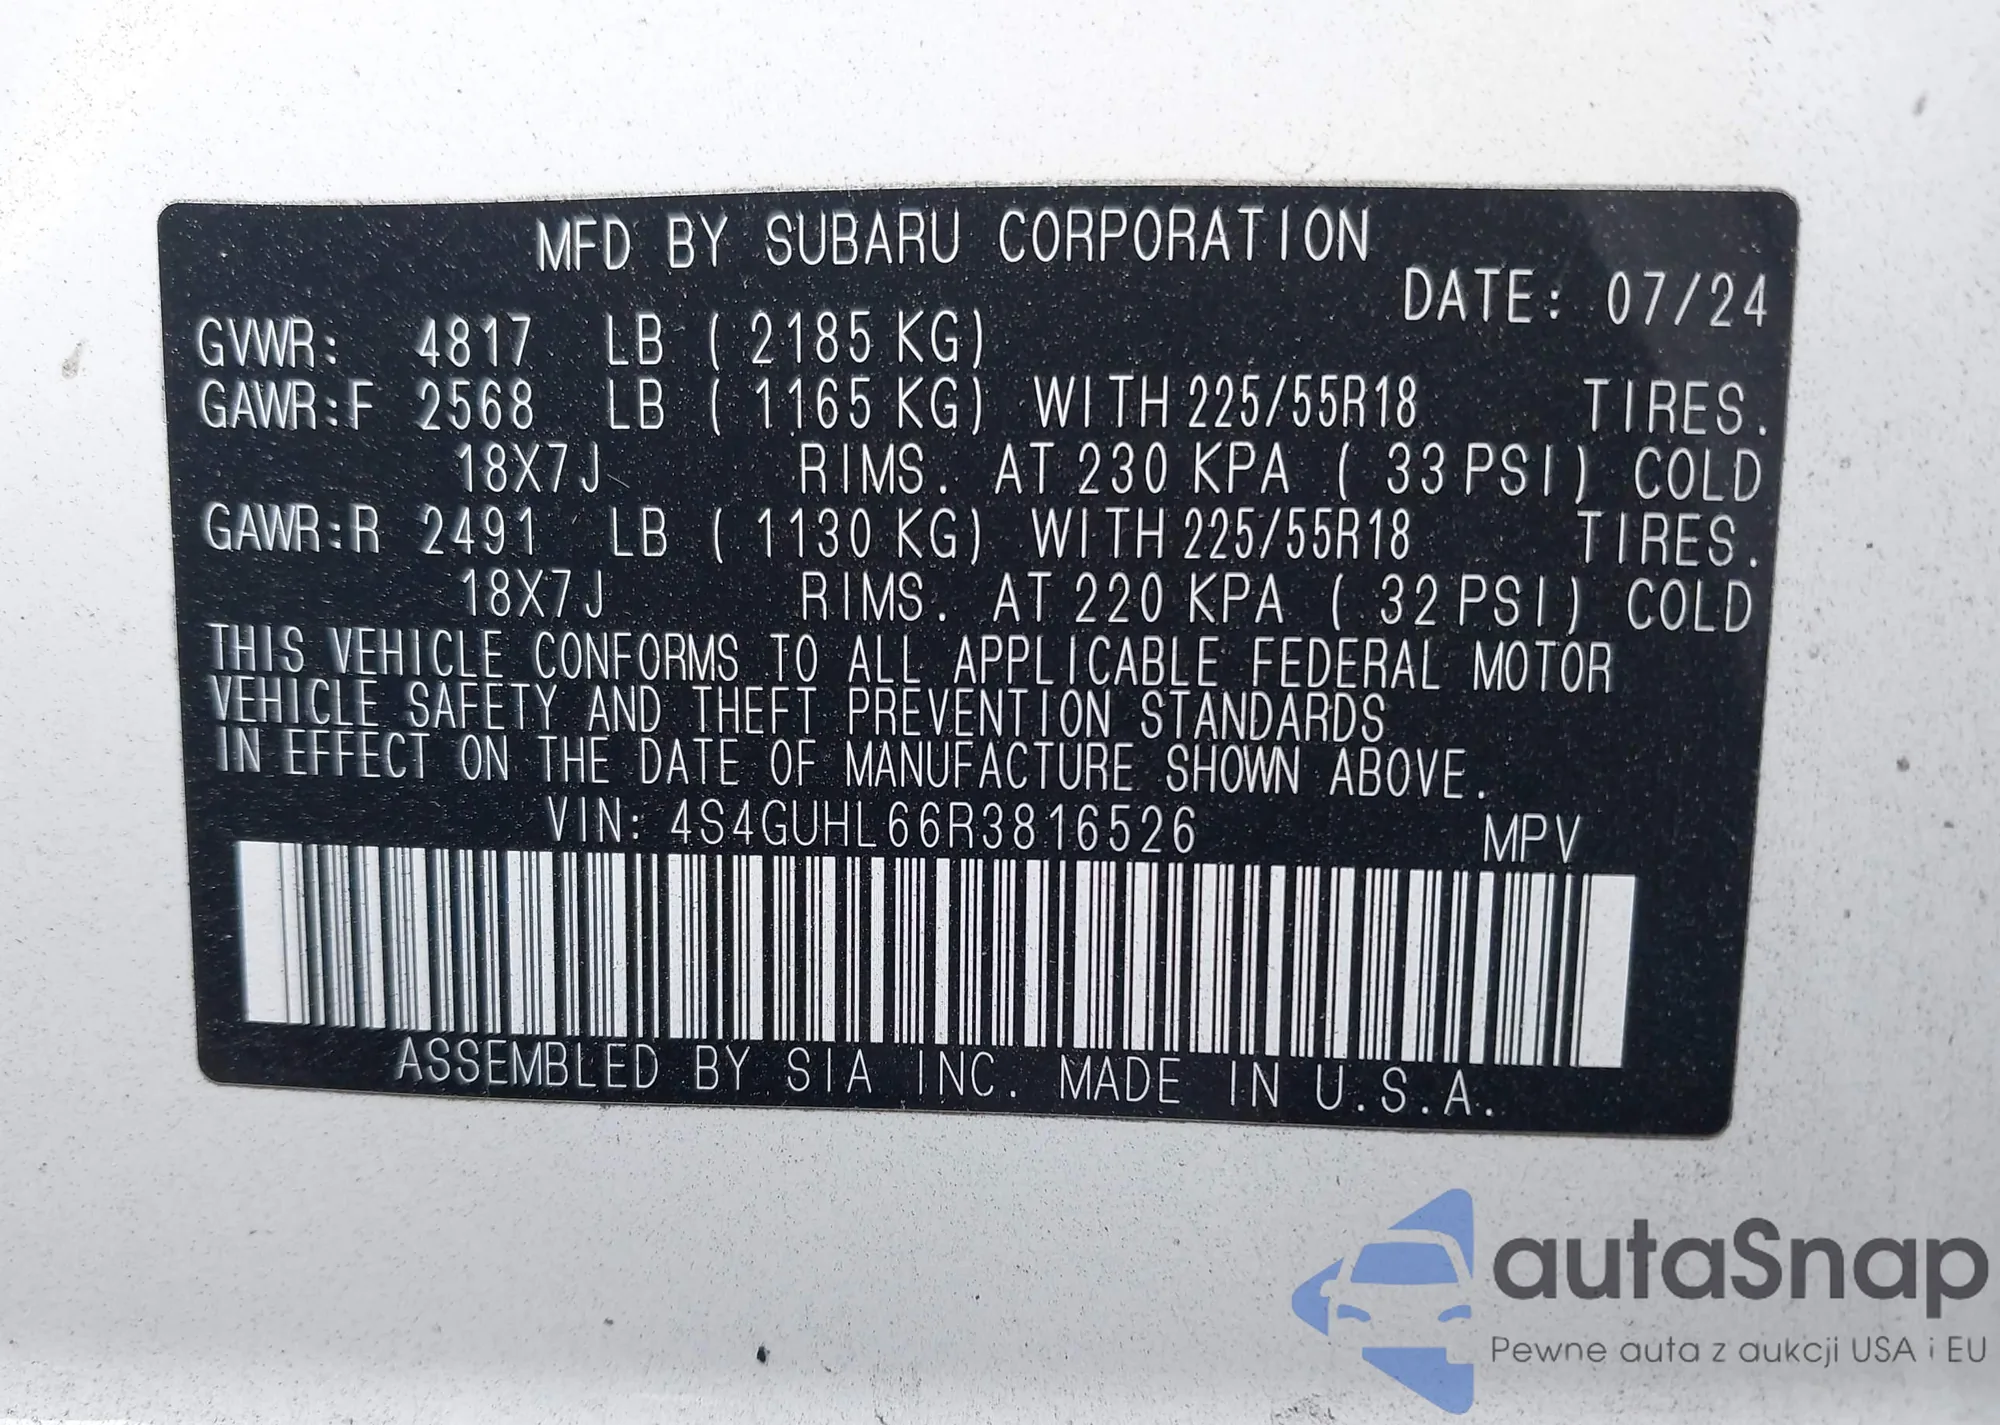 MFD BY SUBARU CORPORATION
DATE: 07/24
GVWR: 4817 LB ( 2185 KG)
GAWR:F 2568 LB ( 1165 KG) WITH 225/55R18 TIRES.
18X7J RIMS. AT 230 KPA ( 33 PSI) COLD
GAWR:R 2491 LB ( 1130 KG) WITH 225/55R18 TIRES.
18X7J RIMS. AT 220 KPA ( 32 PSI) COLD
THIS VEHICLE CONFORMS TO ALL APPLICABLE FEDERAL MOTOR
VEHICLE SAFETY AND THEFT PREVENTION STANDARDS
IN EFFECT ON THE DATE OF MANUFACTURE SHOWN ABOVE.
VIN: 4S4GUHL66R3816526 MPV
ASSEMBLED BY SIA INC. MADE IN U.S.A.
autaSnap
Pewne auta z aukcji USA i EU